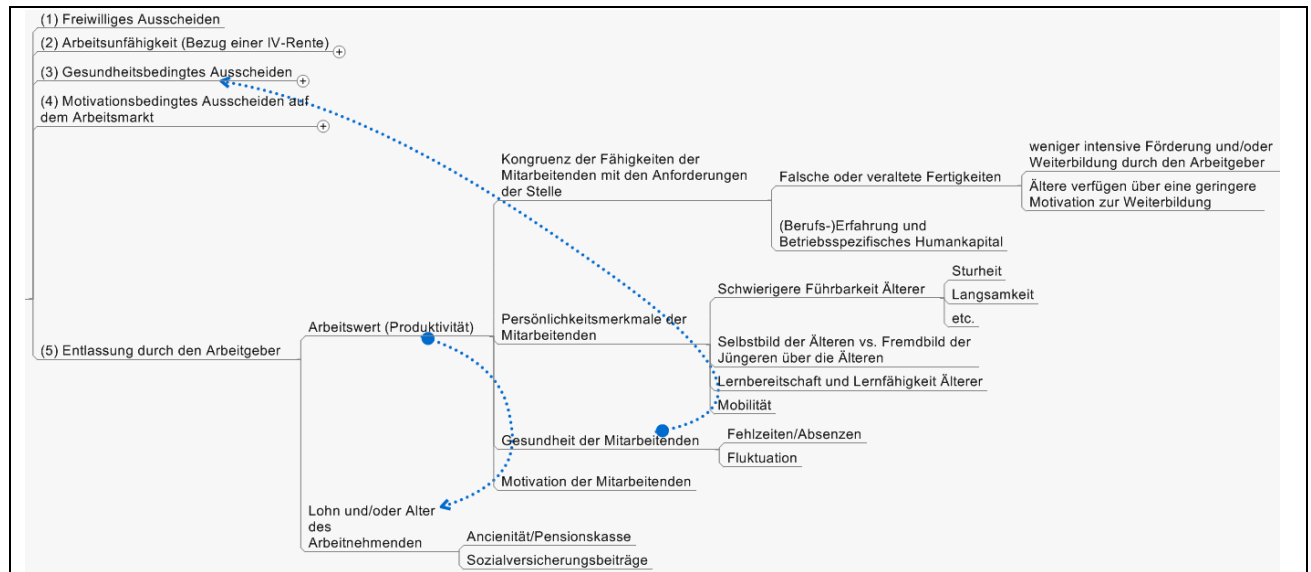 (1) Freiwilliges Ausscheiden
(2) Arbeitsunfähigkeit (Bezug einer IV-Rente)
(3) Gesundheitsbedingtes Ausscheiden
(4) Motivationsbedingtes Ausscheiden auf
dem Arbeitsmarkt
(5) Entlassung durch den Arbeitgeber
Arbeitswert (Produktivität)
Kongruenz der Fähigkeiten der
Mitarbeitenden mit den Anforderungen
der Stelle
Falsche oder veraltete Fertigkeiten
weniger intensive Förderung und/oder
Weiterbildung durch den Arbeitgeber
Ältere verfügen über eine geringere
Motivation zur Weiterbildung
(Berufs-)Erfahrung und
Betriebsspezifisches Humankapital
Persönlichkeitsmerkmale der
Mitarbeitenden
Schwierigere Führbarkeit Älterer
Sturheit
Langsamkeit
etc.
Selbstbild der Älteren vs. Fremdbild der
Jüngeren über die Älteren
Lernbereitschaft und Lernfähigkeit Älterer
Mobilität
Gesundheit der Mitarbeitenden
Fehlzeiten/Absenzen
Fluktuation
Motivation der Mitarbeitenden
Lohn und/oder Alter
des
Arbeitnehmenden
Ancienität/Pensionskasse
Sozialversicherungsbeiträge